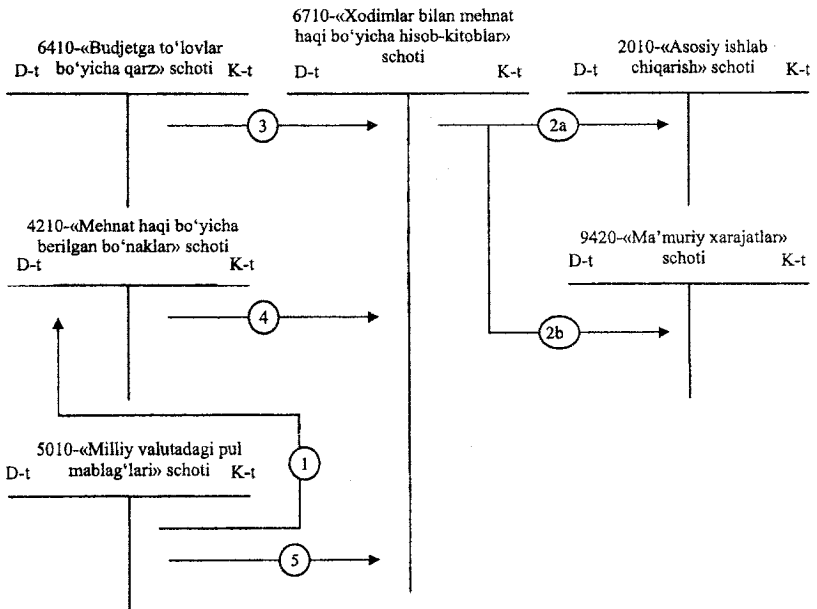 6410-«Budjetga to‘lovlar
bo‘yicha qarz» schoti
D-t K-t
6710-«Xodimlar bilan mehnat
haqi bo‘yicha hisob-kitoblar»
schoti
D-t K-t
2010-«Asosiy ishlab
chiqarish» schoti
D-t K-t
3
2a
4210-«Mehnat haqi bo‘yicha
berilgan bo‘naklar» schoti
D-t K-t
9420-«Ma’muriy xarajatlar»
schoti
D-t K-t
4
2b
5010-«Milliy valutadagi pul
mablag‘lari» schoti
D-t K-t
1
5